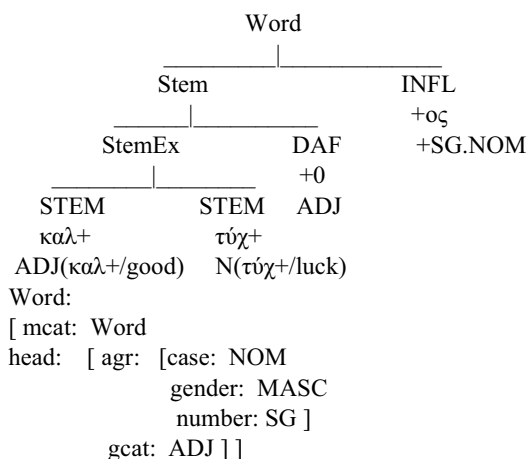 Word
Stem INFL
+ος
StemEx DAF +SG.NOM
+0
STEM STEM ADJ
καλ+ τύχ+
ADJ(καλ+/good) N(τύχ+/luck)
Word:
[ mcat: Word
head: [ agr: [case: NOM
gender: MASC
number: SG ]
gcat: ADJ ] ]